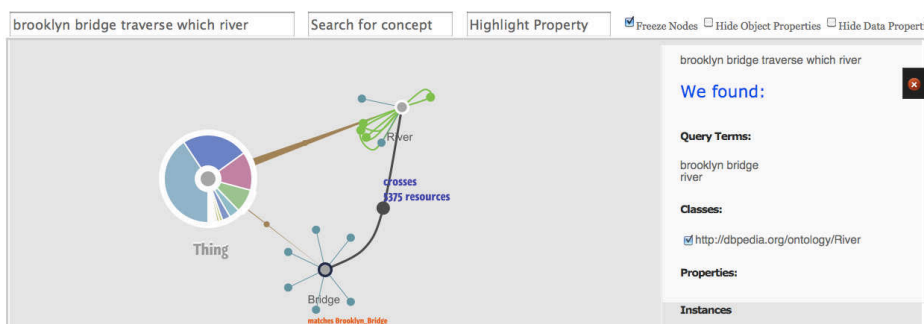 brooklyn bridge traverse which river
Search for concept
Highlight Property
Freeze Nodes
Hide Object Properties
Hide Data Propert
brooklyn bridge traverse which river
We found:
Query Terms:
brooklyn bridge
river
Classes:
http://dbpedia.org/ontology/River
Properties:
Instances
River
crosses
5375 resources
Thing
Bridge
matches Brooklyn_Bridge